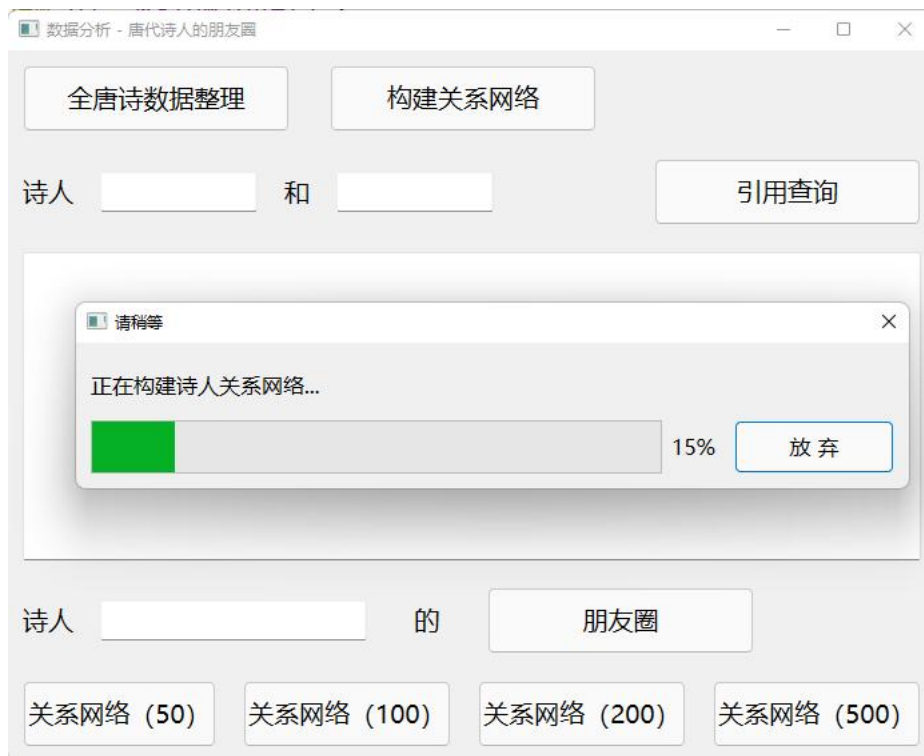 数据分析 - 唐代诗人的朋友圈
全唐诗数据整理 构建关系网络
诗人 和 引用查询
请稍等
正在构建诗人关系网络...
15% 放 弃
诗人 的 朋友圈
关系网络（50） 关系网络（100） 关系网络（200） 关系网络（500）